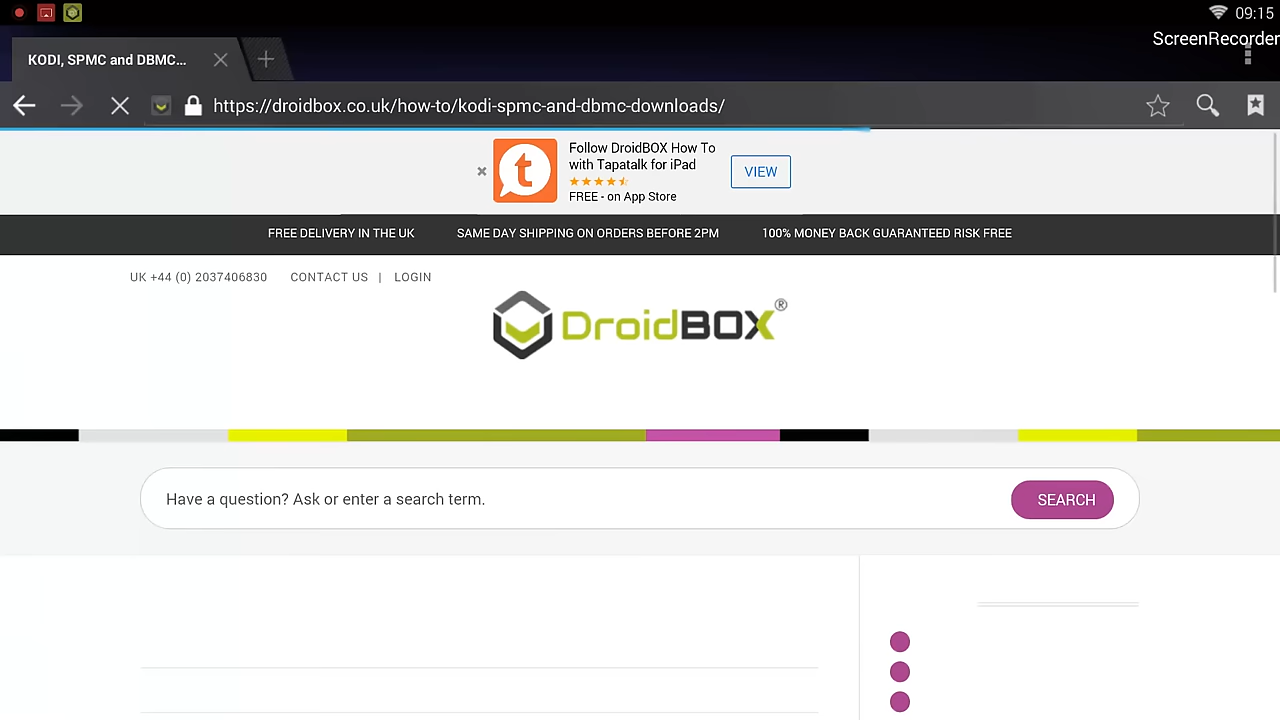 09:15
ScreenRecorder
KODI, SPMC and DBMC...
https://droidbox.co.uk/how-to/kodi-spmc-and-dbmc-downloads/
t
Follow DroidBOX How To
with Tapatalk for iPad
FREE - on App Store
VIEW
FREE DELIVERY IN THE UK SAME DAY SHIPPING ON ORDERS BEFORE 2PM 100% MONEY BACK GUARANTEED RISK FREE
UK +44 (0) 2037406830 CONTACT US | LOGIN
DroidBOX®
Have a question? Ask or enter a search term. SEARCH